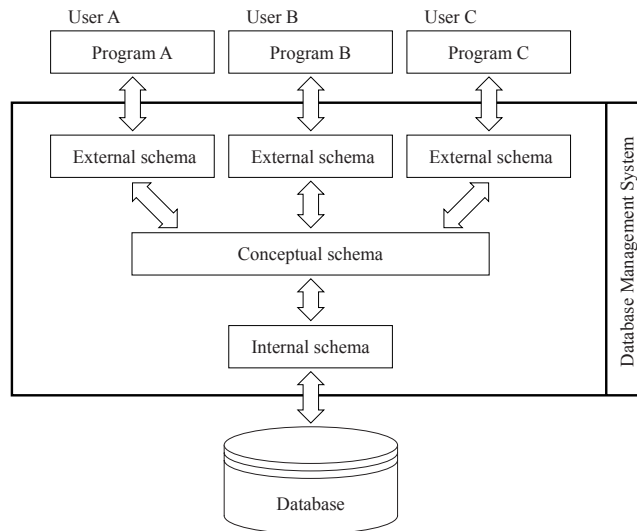 User A
User B
User C
Program A
Program B
Program C
External schema
External schema
External schema
Conceptual schema
Internal schema
Database Management System
Database